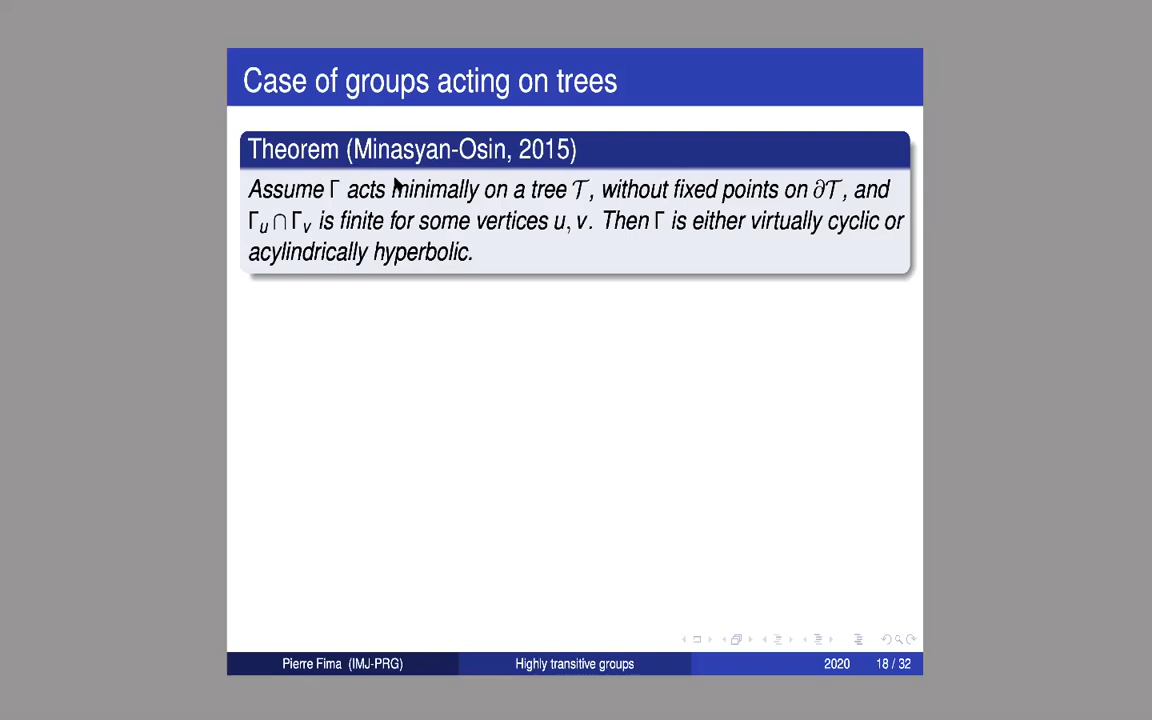 Case of groups acting on trees
Theorem (Minasyan-Osin, 2015)
Assume Γ acts minimally on a tree 𝒯, without fixed points on ∂𝒯, and
Γu ∩ Γv is finite for some vertices u, v. Then Γ is either virtually cyclic or
acylindrically hyperbolic.
Pierre Fima (IMJ-PRG) Highly transitive groups 2020 18 / 32